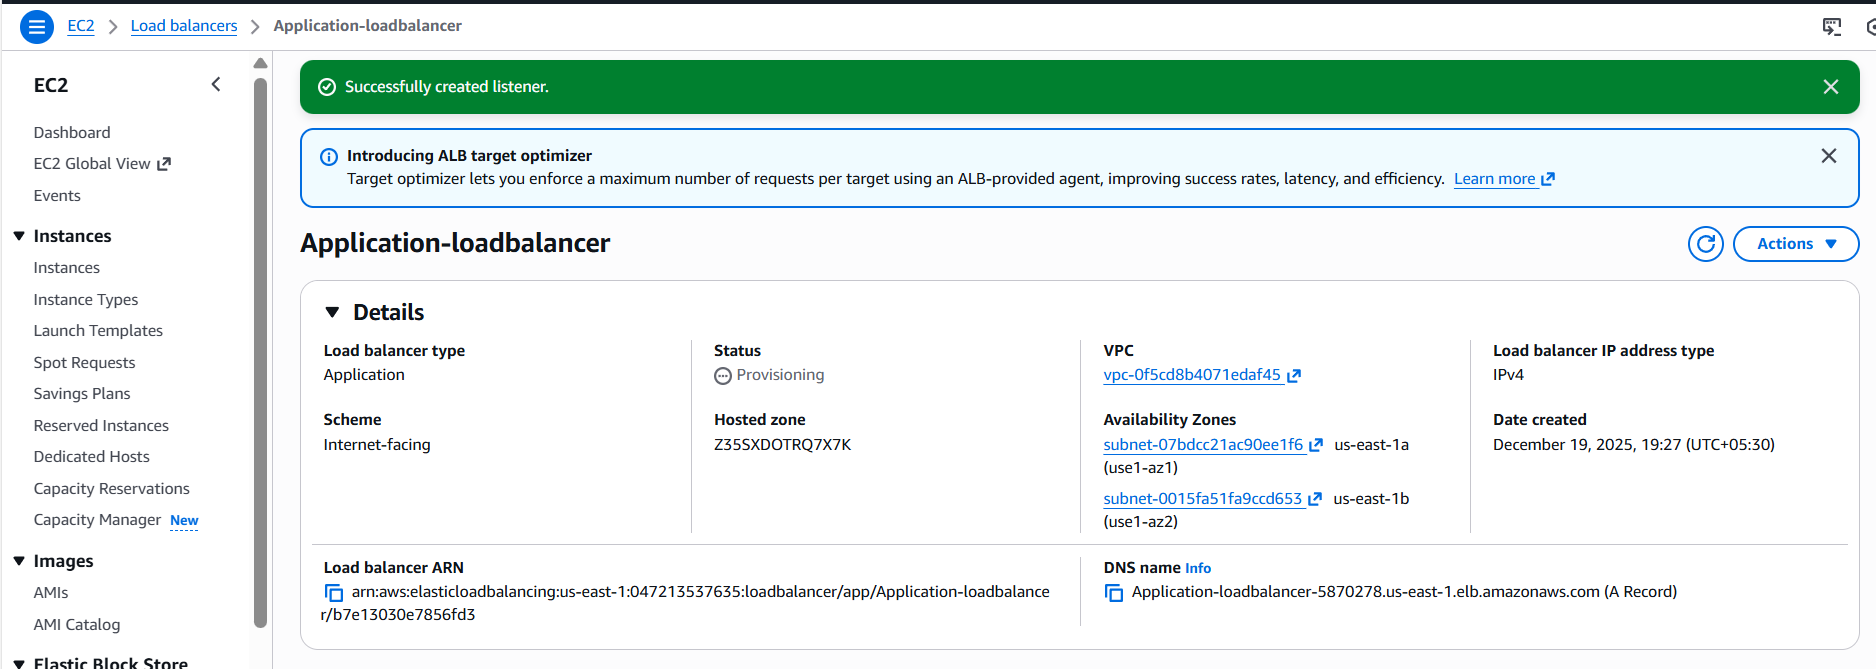 EC2 > Load balancers > Application-loadbalancer
EC2
Dashboard
EC2 Global View
Events
Instances
Instances
Instance Types
Launch Templates
Spot Requests
Savings Plans
Reserved Instances
Dedicated Hosts
Capacity Reservations
Capacity Manager New
Images
AMIs
AMI Catalog
Elastic Block Store
Successfully created listener.
Introducing ALB target optimizer
Target optimizer lets you enforce a maximum number of requests per target using an ALB-provided agent, improving success rates, latency, and efficiency. Learn more
Application-loadbalancer
Actions
Details
Load balancer type
Application
Status
Provisioning
VPC
vpc-0f5cd8b4071edaf45
Load balancer IP address type
IPv4
Scheme
Internet-facing
Hosted zone
Z35SXDOTRQ7X7K
Availability Zones
subnet-07bdcc21ac90ee1f6 us-east-1a
(use1-az1)
subnet-0015fa51fa9ccd653 us-east-1b
(use1-az2)
Date created
December 19, 2025, 19:27 (UTC+05:30)
Load balancer ARN
arn:aws:elasticloadbalancing:us-east-1:047213537635:loadbalancer/app/Application-loadbalance
r/b7e13030e7856fd3
DNS name Info
Application-loadbalancer-5870278.us-east-1.elb.amazonaws.com (A Record)